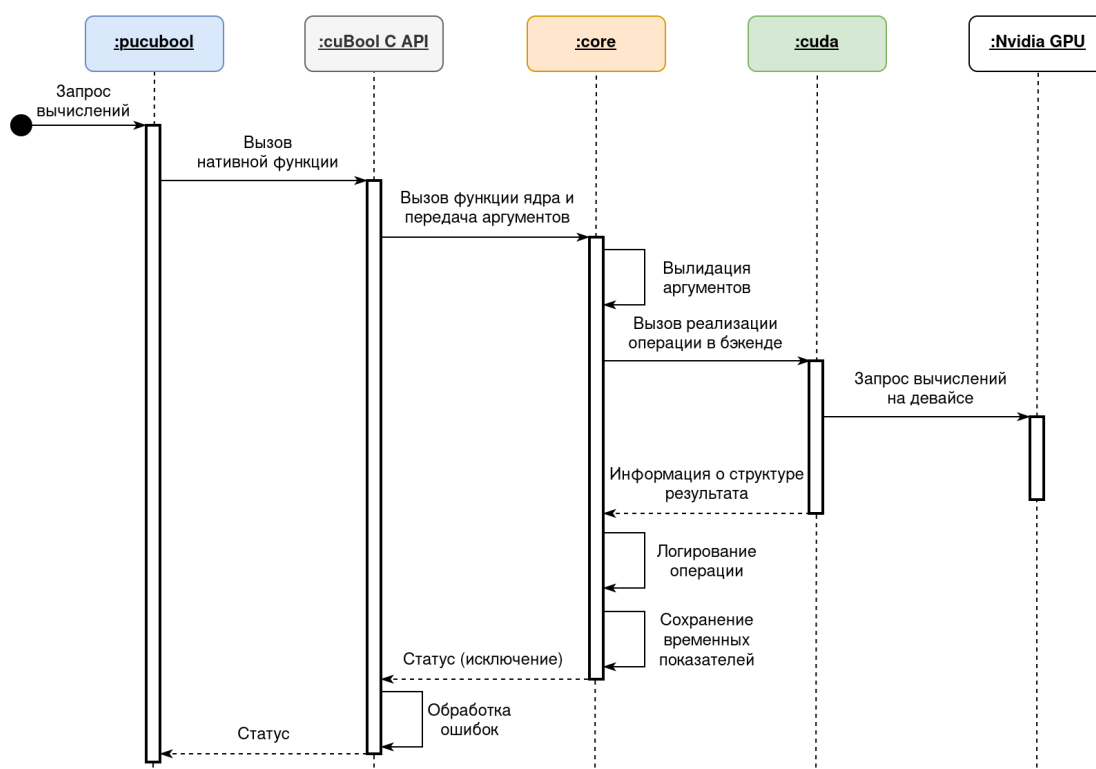 :pucubool
:cuBool C API
:core
:cuda
:Nvidia GPU
Запрос
вычислений
Вызов
нативной функции
Вызов функции ядра и
передача аргументов
Вылидация
аргументов
Вызов реализации
операции в бэкенде
Запрос вычислений
на девайсе
Информация о структуре
результата
Логирование
операции
Сохранение
временных
показателей
Статус (исключение)
Обработка
ошибок
Статус